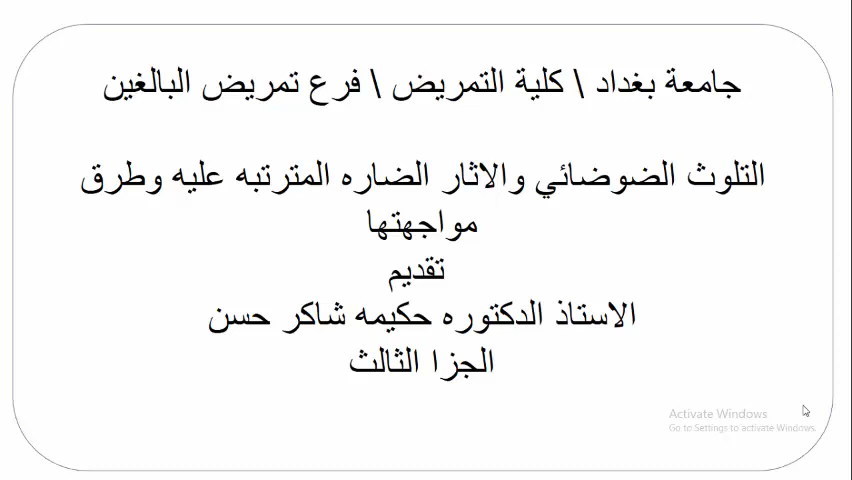 جامعة بغداد \ كلية التمريض \ فرع تمريض البالغين
التلوث الضوضائي والاثار الضاره المترتبه عليه وطرق
مواجهتها
تقديم
الاستاذ الدكتوره حكيمه شاكر حسن
الجزا الثالث
Activate Windows
Go to Settings to activate Windows.